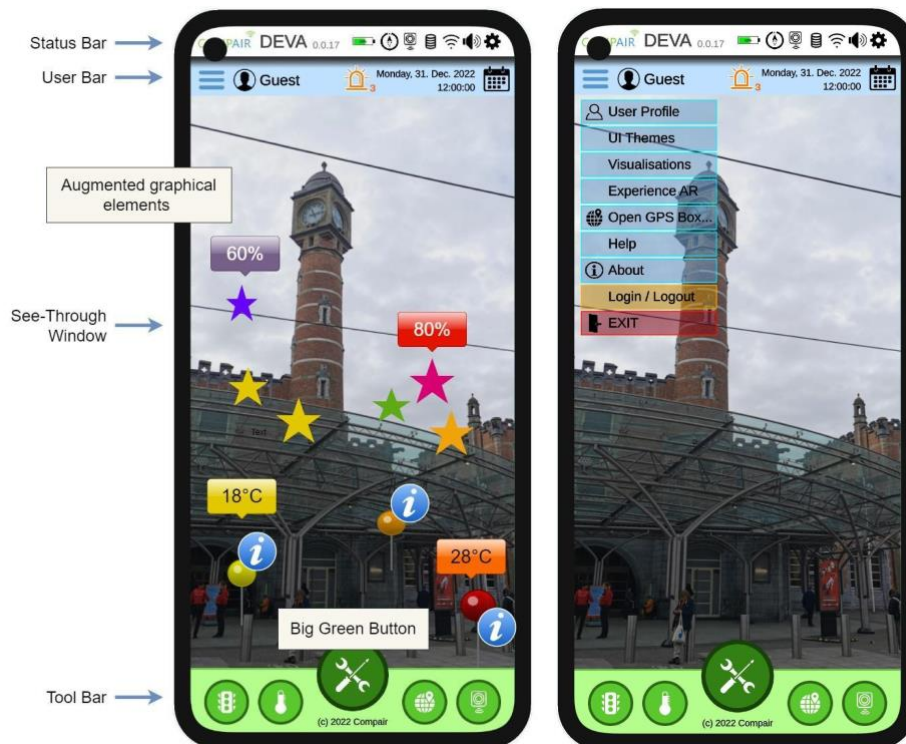 Status Bar
User Bar
Augmented graphical
elements
See-Through
Window
Tool Bar
PAIR DEVA 0.0.17
Guest
3
Monday, 31. Dec. 2022
12:00:00
60%
80%
Text
18°C
28°C
Big Green Button
(c) 2022 Compair
PAIR DEVA 0.0.17
Guest
3
Monday, 31. Dec. 2022
12:00:00
User Profile
UI Themes
Visualisations
Experience AR
Open GPS Box...
Help
About
Login / Logout
EXIT
(c) 2022 Compair